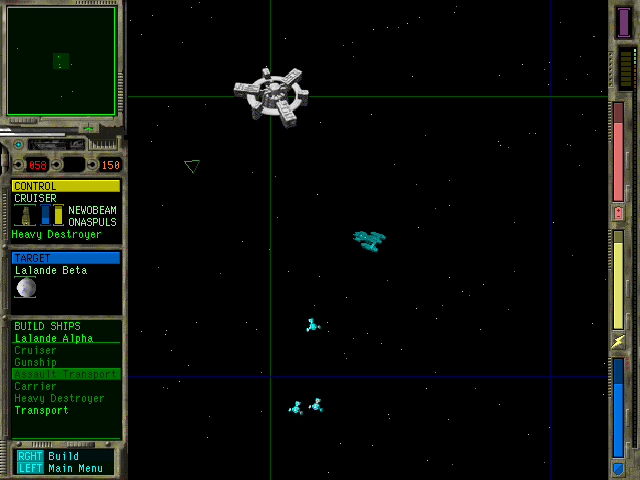 058 150
CONTROL
CRUISER
NEWOBEAM
ONASPULS
Heavy Destroyer
TARGET
Lalande Beta
BUILD SHIPS
Lalande Alpha
Cruiser
Gunship
Assault Transport
Carrier
Heavy Destroyer
Transport
RGHT Build
LEFT Main Menu